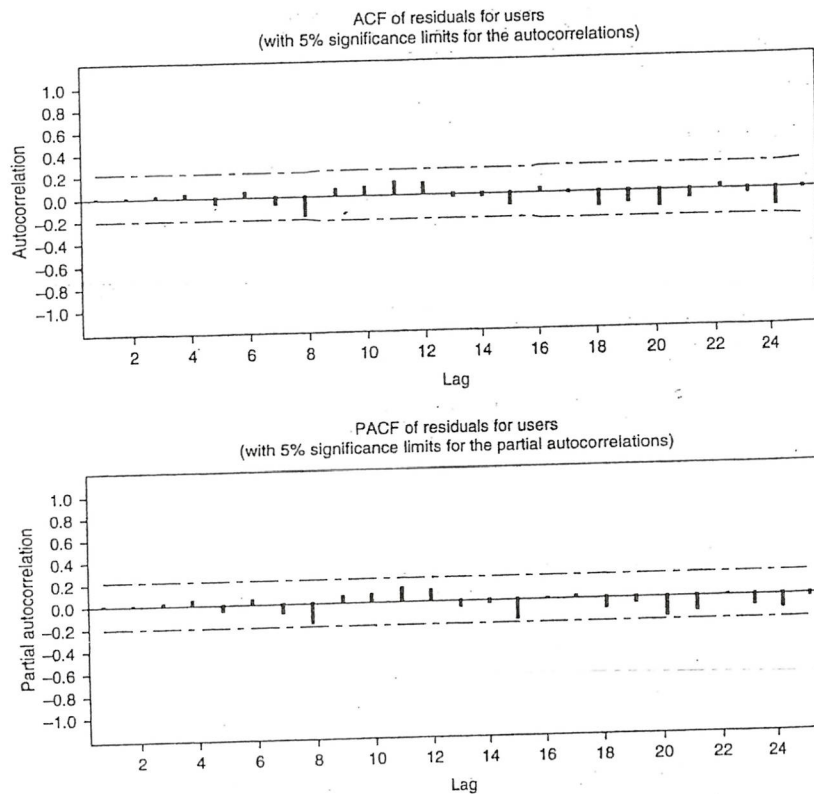 ACF of residuals for users
(with 5% significance limits for the autocorrelations)
Autocorrelation
1.0
0.8
0.6
0.4
0.2
0.0
−0.2
−0.4
−0.6
−0.8
−1.0
2 4 6 8 10 12 14 16 18 20 22 24
Lag
PACF of residuals for users
(with 5% significance limits for the partial autocorrelations)
Partial autocorrelation
1.0
0.8
0.6
0.4
0.2
0.0
−0.2
−0.4
−0.6
−0.8
−1.0
2 4 6 8 10 12 14 16 18 20 22 24
Lag